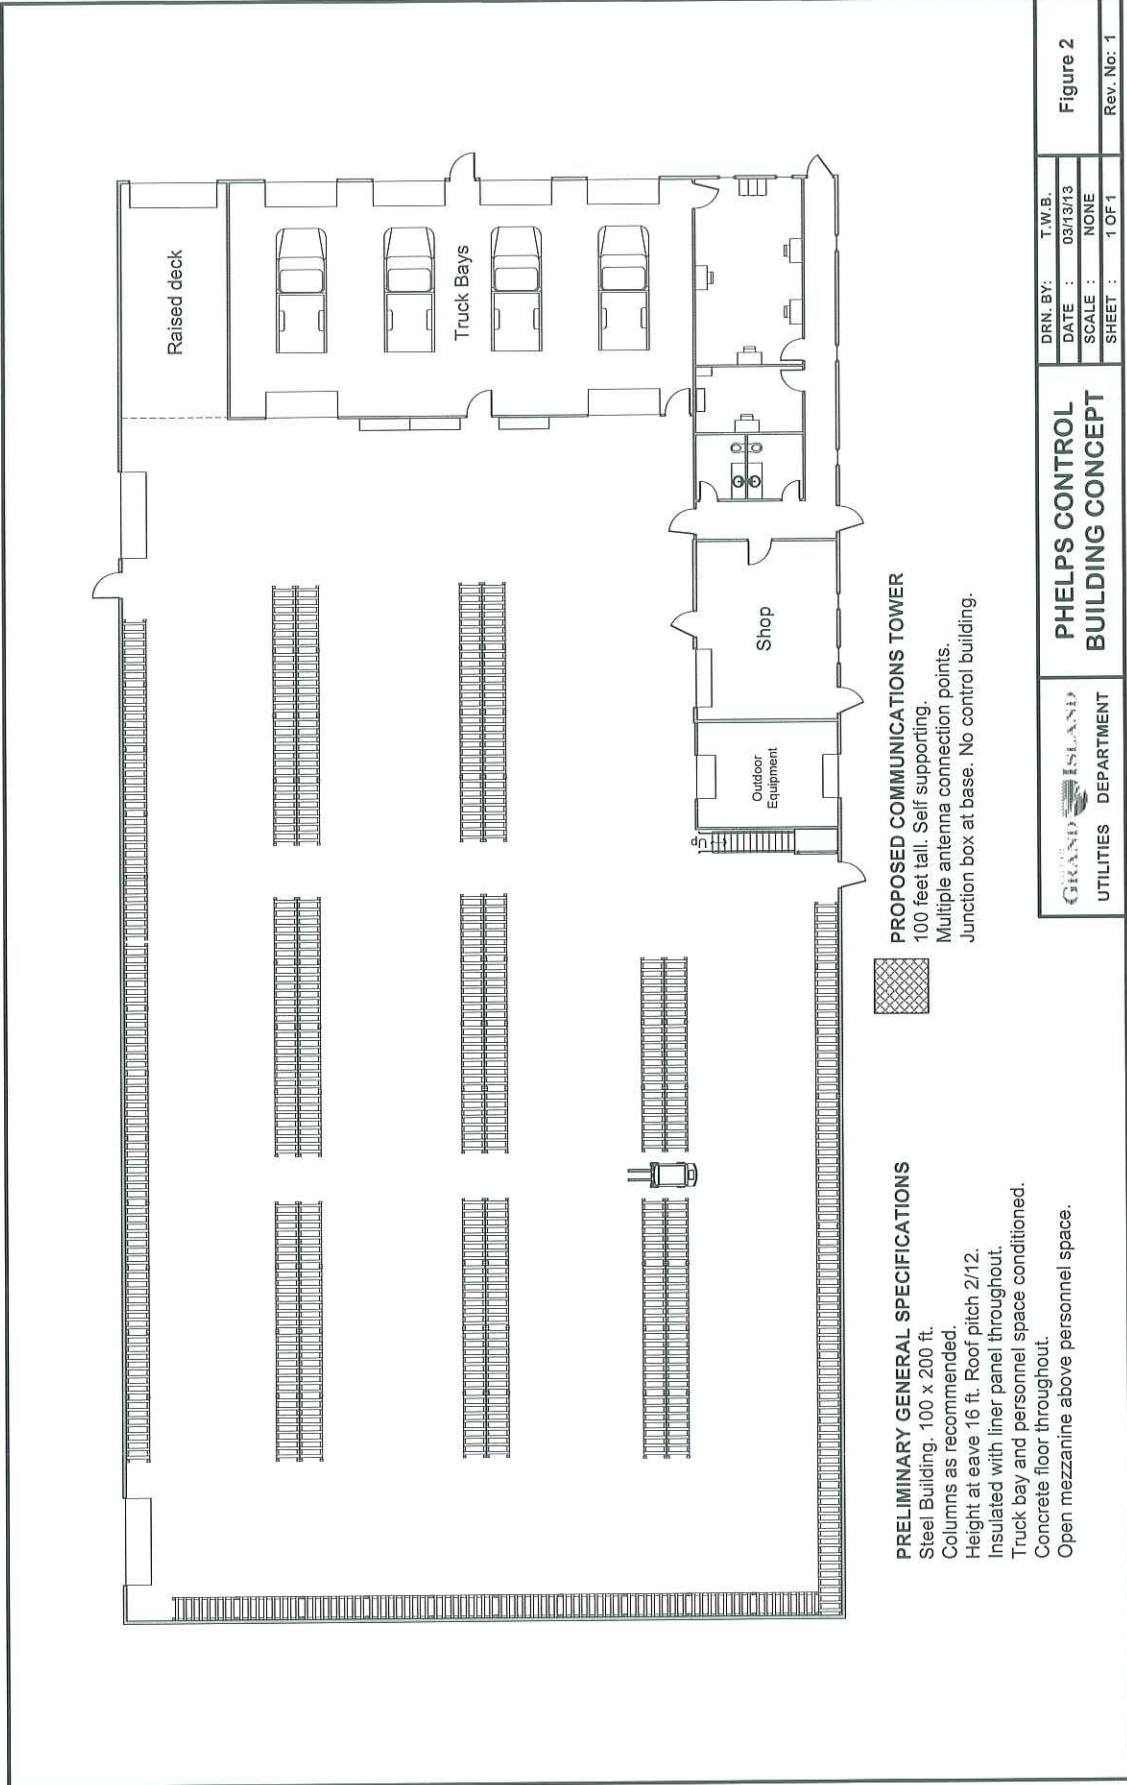 Raised deck
Truck Bays
Shop
Outdoor
Equipment
PRELIMINARY GENERAL SPECIFICATIONS
Steel Building. 100 x 200 ft.
Columns as recommended.
Height at eave 16 ft. Roof pitch 2/12.
Insulated with liner panel throughout.
Truck bay and personnel space conditioned.
Concrete floor throughout.
Open mezzanine above personnel space.
PROPOSED COMMUNICATIONS TOWER
100 feet tall. Self supporting.
Multiple antenna connection points.
Junction box at base. No control building.
GRAND ISLAND
UTILITIES DEPARTMENT
PHELPS CONTROL
BUILDING CONCEPT
DRN. BY: T.W.B.
DATE : 03/13/13
SCALE : NONE
SHEET : 1 OF 1
Figure 2
Rev. No: 1